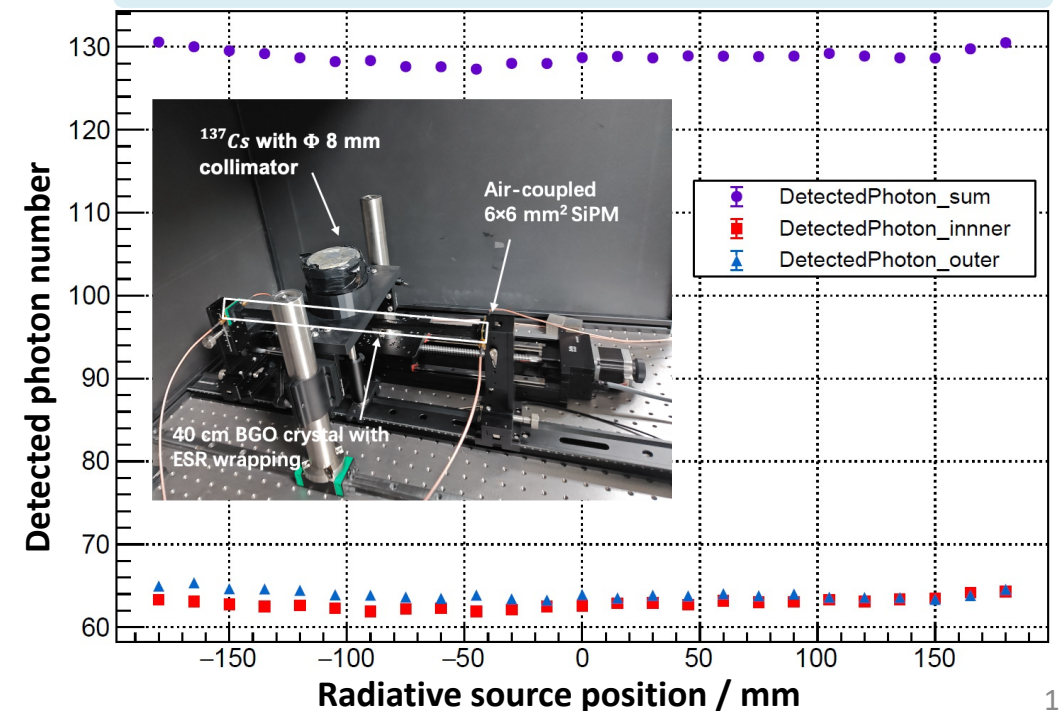 130
120
110
100
90
80
70
60
Detected photon number
¹³⁷Cs with Φ 8 mm
collimator
Air-coupled
6×6 mm² SiPM
40 cm BGO crystal with
ESR wrapping
DetectedPhoton_sum
DetectedPhoton_innner
DetectedPhoton_outer
−150
−100
−50
0
50
100
150
Radiative source position / mm
1